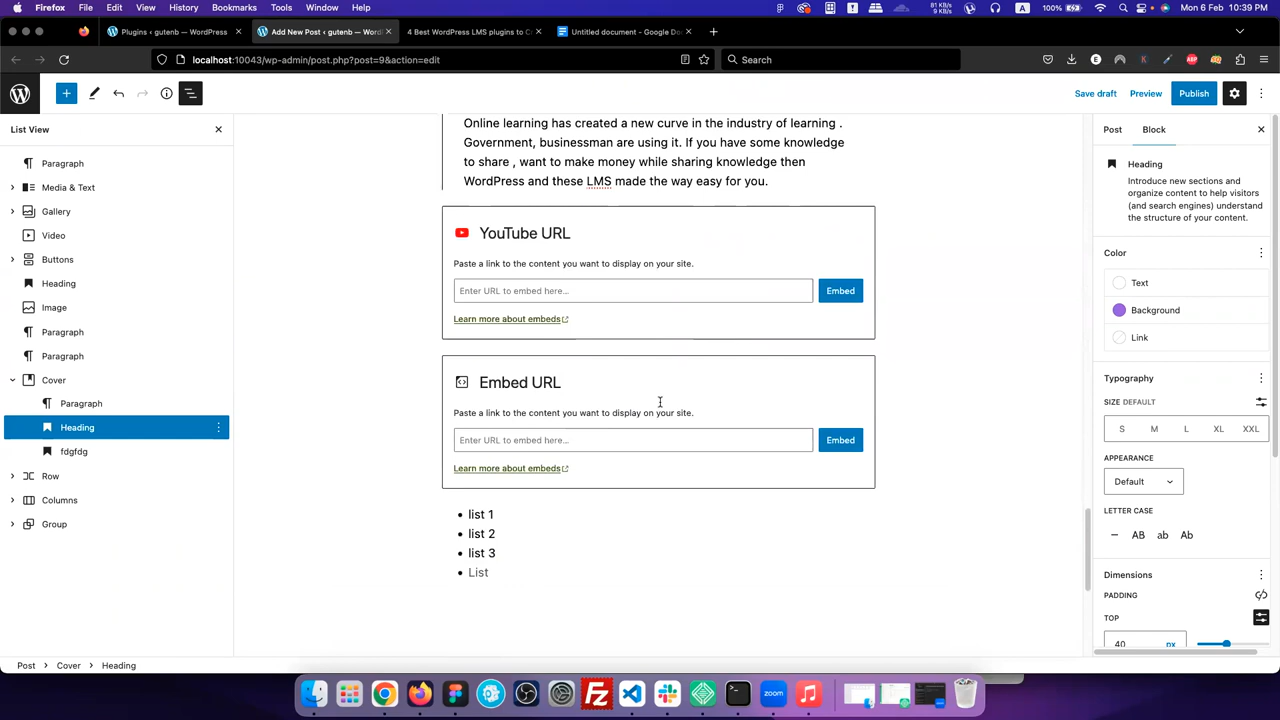 Firefox File Edit View History Bookmarks Tools Window Help 81 KB/s 4 KB/s A 100% Mon 6 Feb 10:39 PM
Plugins ‹ gutenb — WordPress Add New Post ‹ gutenb — Word 4 Best WordPress LMS plugins to C Untitled document - Google Do
localhost:10043/wp-admin/post.php?post=9&action=edit Search
Save draft Preview Publish
List View
Paragraph
Media & Text
Gallery
Video
Buttons
Heading
Image
Paragraph
Paragraph
Cover
Paragraph
Heading
fdgfdg
Row
Columns
Group
Online learning has created a new curve in the industry of learning .
Government, businessman are using it. If you have some knowledge
to share , want to make money while sharing knowledge then
WordPress and these LMS made the way easy for you.
YouTube URL
Paste a link to the content you want to display on your site.
Enter URL to embed here... Embed
Learn more about embeds
Embed URL
Paste a link to the content you want to display on your site.
Enter URL to embed here... Embed
Learn more about embeds
• list 1
• list 2
• list 3
• List
Post Block
Heading
Introduce new sections and
organize content to help visitors
(and search engines) understand
the structure of your content.
Color
Text
Background
Link
Typography
SIZE DEFAULT
S M L XL XXL
APPEARANCE
Default
LETTER CASE
— AB ab Ab
Dimensions
PADDING
TOP
40 px
Post › Cover › Heading
FZ zoom